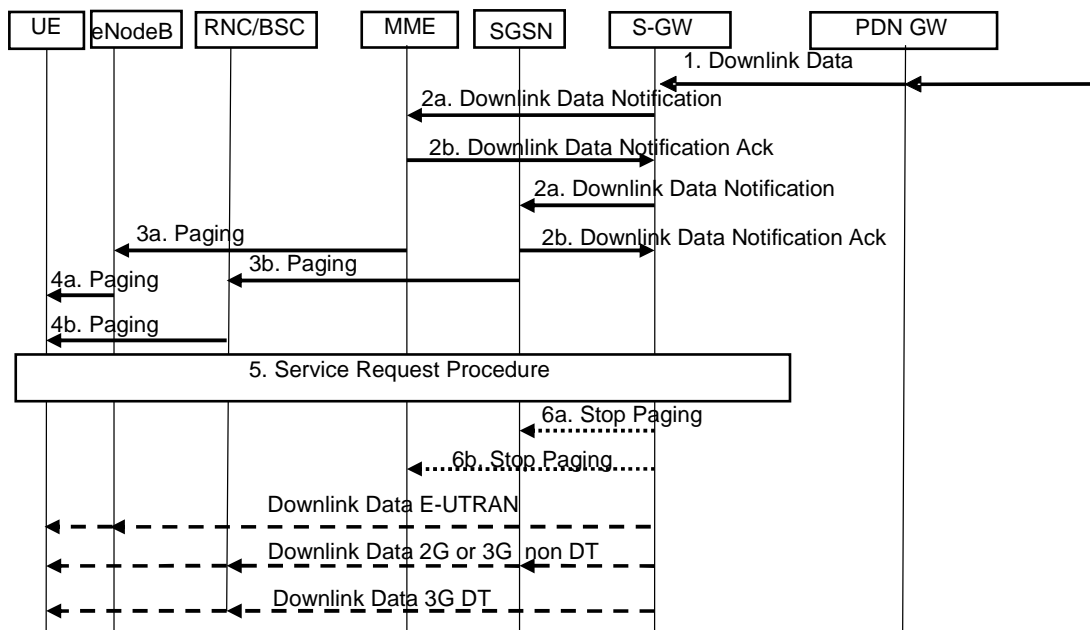 UE
eNodeB
RNC/BSC
MME
SGSN
S-GW
PDN GW
1. Downlink Data
2a. Downlink Data Notification
2b. Downlink Data Notification Ack
2a. Downlink Data Notification
3a. Paging
2b. Downlink Data Notification Ack
3b. Paging
4a. Paging
4b. Paging
5. Service Request Procedure
6a. Stop Paging
6b. Stop Paging
Downlink Data E-UTRAN
Downlink Data 2G or 3G non DT
Downlink Data 3G DT